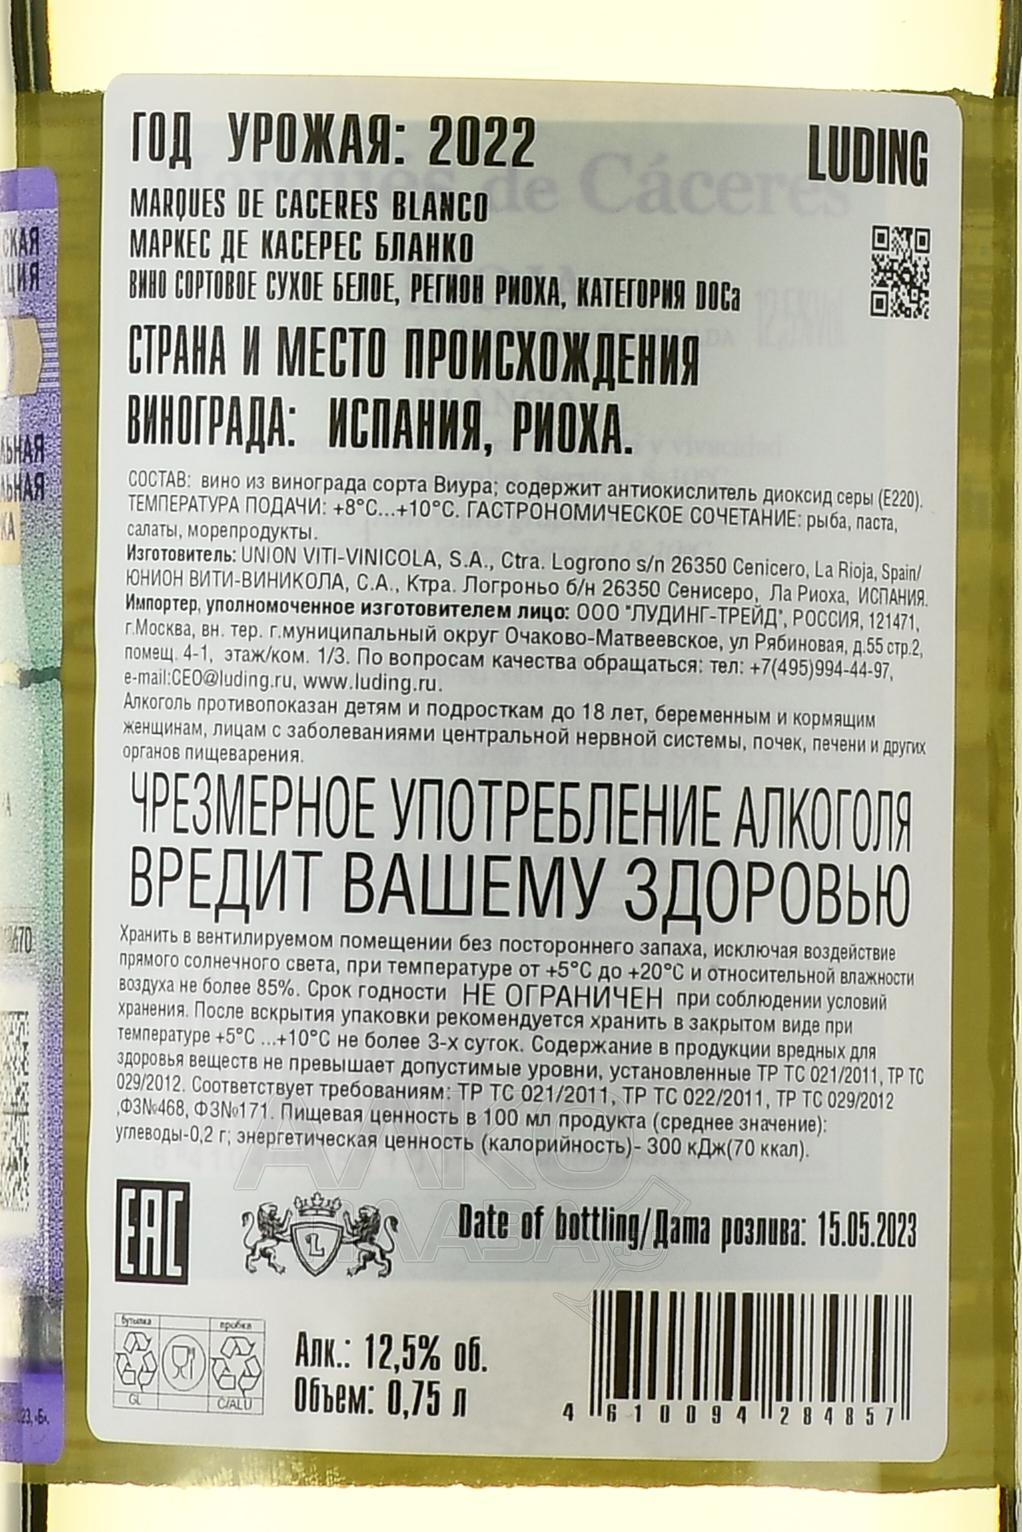 ГОД УРОЖАЯ: 2022
LUDING
MARQUES DE CACERES BLANCO
МАРКЕС ДЕ КАСЕРЕС БЛАНКО
ВИНО СОРТОВОЕ СУХОЕ БЕЛОЕ, РЕГИОН РИОХА, КАТЕГОРИЯ DOCa
СТРАНА И МЕСТО ПРОИСХОЖДЕНИЯ
ВИНОГРАДА: ИСПАНИЯ, РИОХА.
СОСТАВ: вино из винограда сорта Виура; содержит антиокислитель диоксид серы (Е220).
ТЕМПЕРАТУРА ПОДАЧИ: +8°С...+10°С. ГАСТРОНОМИЧЕСКОЕ СОЧЕТАНИЕ: рыба, паста,
салаты, морепродукты.
Изготовитель: UNION VITI-VINICOLA, S.A., Ctra. Logrono s/n 26350 Cenicero, La Rioja, Spain/
ЮНИОН ВИТИ-ВИНИКОЛА, С.А., Ктра. Логроньо б/н 26350 Сенисеро, Ла Риоха, ИСПАНИЯ.
Импортер, уполномоченное изготовителем лицо: ООО "ЛУДИНГ-ТРЕЙД", РОССИЯ, 121471,
г.Москва, вн. тер. г.муниципальный округ Очаково-Матвеевское, ул Рябиновая, д.55 стр.2,
помещ. 4-1, этаж/ком. 1/3. По вопросам качества обращаться: тел: +7(495)994-44-97,
e-mail:CEO@luding.ru, www.luding.ru.
Алкоголь противопоказан детям и подросткам до 18 лет, беременным и кормящим
женщинам, лицам с заболеваниями центральной нервной системы, почек, печени и других
органов пищеварения.
ЧРЕЗМЕРНОЕ УПОТРЕБЛЕНИЕ АЛКОГОЛЯ
ВРЕДИТ ВАШЕМУ ЗДОРОВЬЮ
Хранить в вентилируемом помещении без постороннего запаха, исключая воздействие
прямого солнечного света, при температуре от +5°С до +20°С и относительной влажности
воздуха не более 85%. Срок годности НЕ ОГРАНИЧЕН при соблюдении условий
хранения. После вскрытия упаковки рекомендуется хранить в закрытом виде при
температуре +5°С ...+10°С не более 3-х суток. Содержание в продукции вредных для
здоровья веществ не превышает допустимые уровни, установленные ТР ТС 021/2011, ТР ТС
029/2012. Соответствует требованиям: ТР ТС 021/2011, ТР ТС 022/2011, ТР ТС 029/2012
,ФЗ№468, ФЗ№171. Пищевая ценность в 100 мл продукта (среднее значение):
углеводы-0,2 г; энергетическая ценность (калорийность)- 300 кДж(70 ккал).
EAC
L
Date of bottling/Дата розлива: 15.05.2023
бутылка
пробка
GL
C/ALU
Алк.: 12,5% об.
Объем: 0,75 л
4 610094 284857